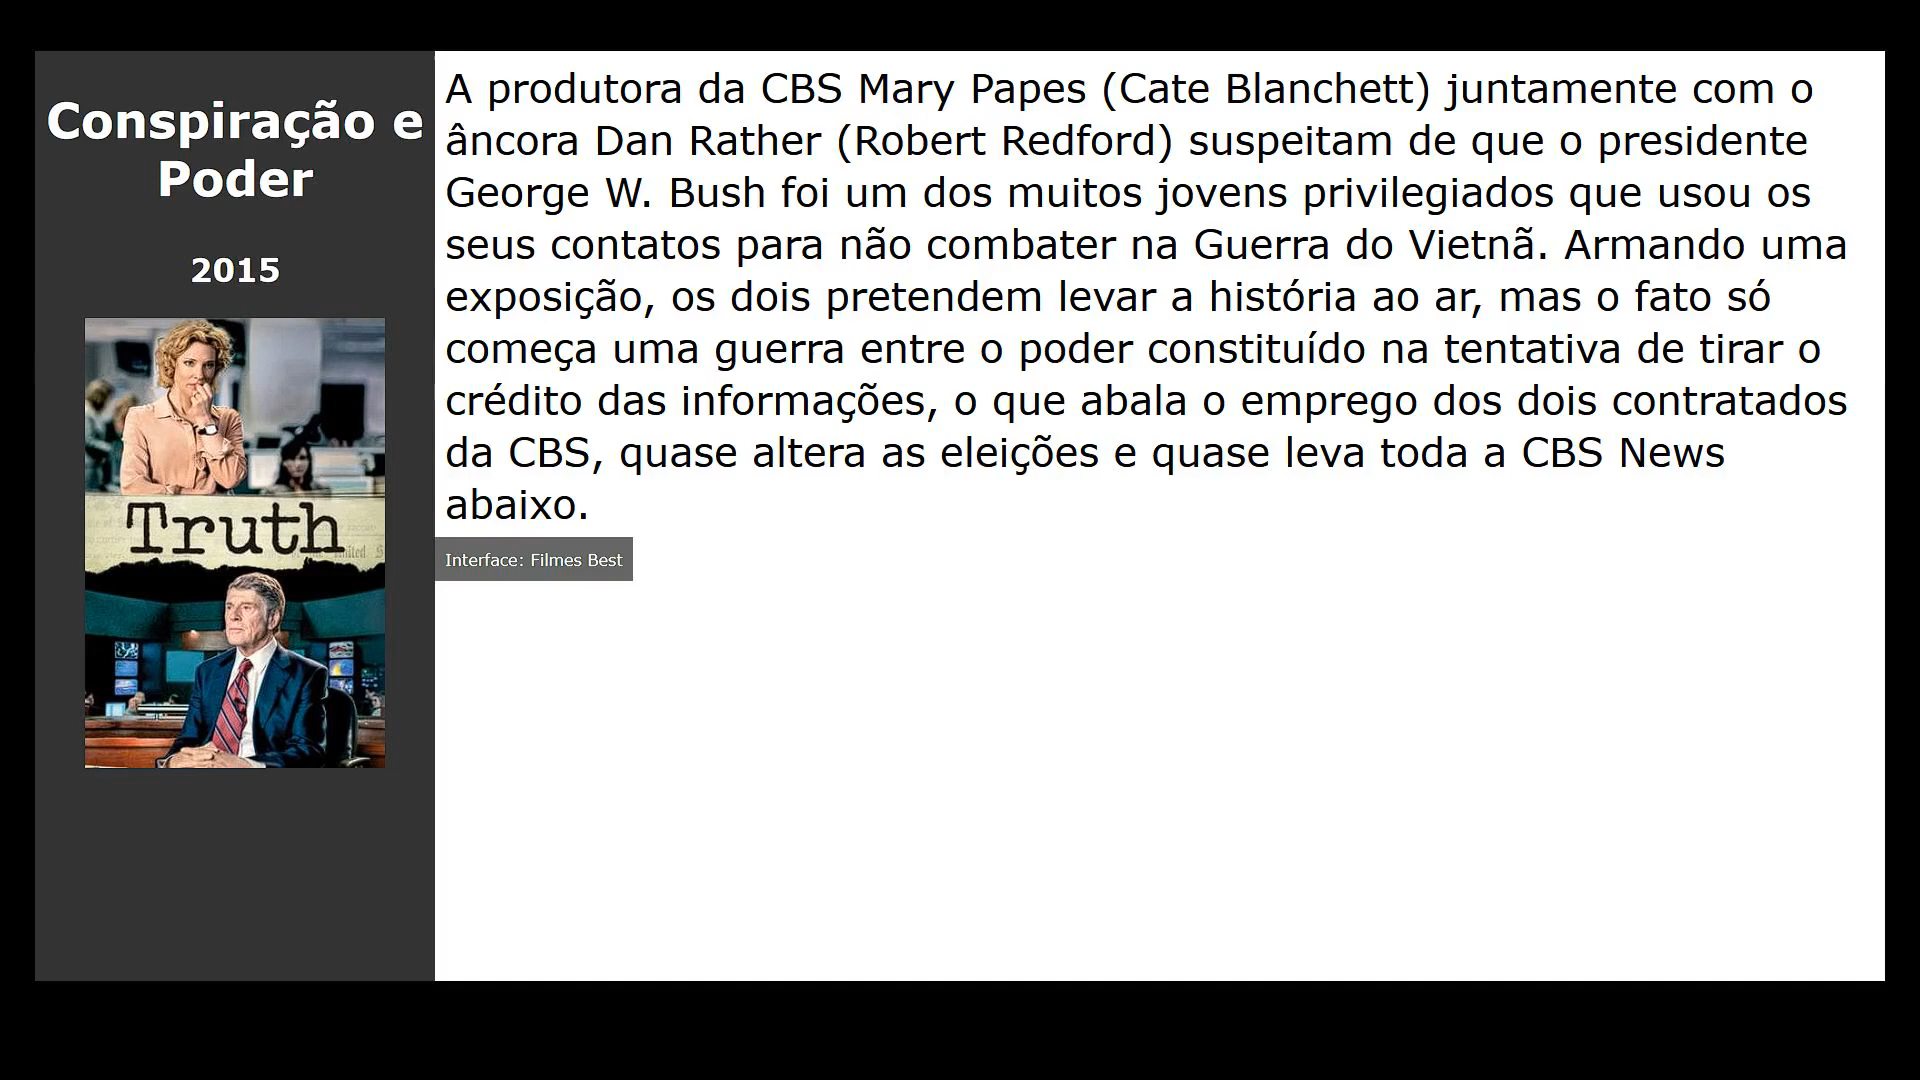 Conspiração e
Poder
2015
Truth
A produtora da CBS Mary Papes (Cate Blanchett) juntamente com o
âncora Dan Rather (Robert Redford) suspeitam de que o presidente
George W. Bush foi um dos muitos jovens privilegiados que usou os
seus contatos para não combater na Guerra do Vietnã. Armando uma
exposição, os dois pretendem levar a história ao ar, mas o fato só
começa uma guerra entre o poder constituído na tentativa de tirar o
crédito das informações, o que abala o emprego dos dois contratados
da CBS, quase altera as eleições e quase leva toda a CBS News
abaixo.
Interface: Filmes Best